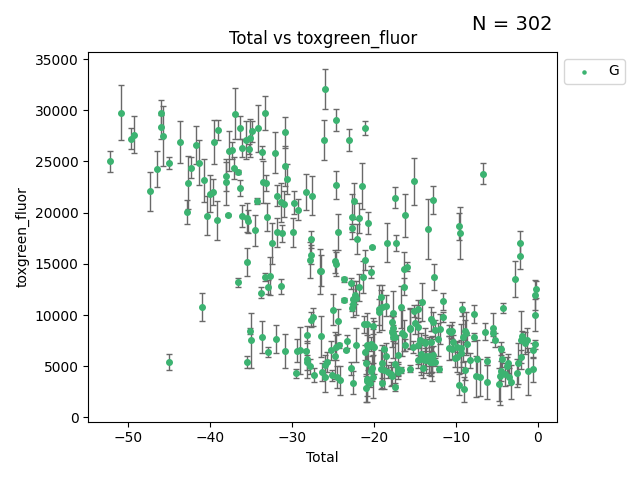 N = 302
Total vs toxgreen_fluor
G
toxgreen_fluor
35000
30000
25000
20000
15000
10000
5000
0
−50 −40 −30 −20 −10 0
Total